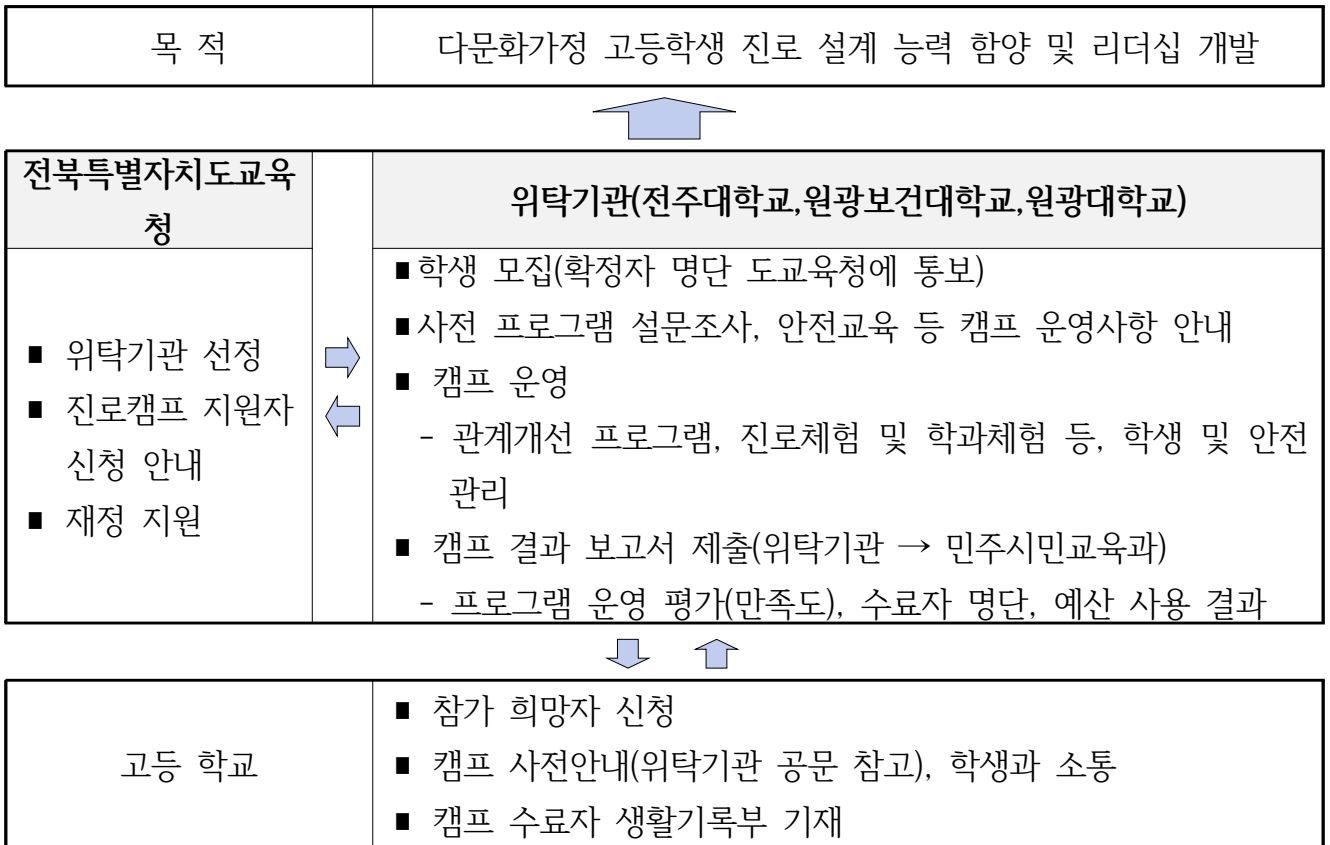 목 적
다문화가정 고등학생 진로 설계 능력 함양 및 리더십 개발
전북특별자치도교육
청
위탁기관(전주대학교,원광보건대학교,원광대학교)
■ 위탁기관 선정
■ 진로캠프 지원자
신청 안내
■ 재정 지원
■학생 모집(확정자 명단 도교육청에 통보)
■사전 프로그램 설문조사, 안전교육 등 캠프 운영사항 안내
■ 캠프 운영
- 관계개선 프로그램, 진로체험 및 학과체험 등, 학생 및 안전
관리
■ 캠프 결과 보고서 제출(위탁기관 → 민주시민교육과)
- 프로그램 운영 평가(만족도), 수료자 명단, 예산 사용 결과
고등 학교
■ 참가 희망자 신청
■ 캠프 사전안내(위탁기관 공문 참고), 학생과 소통
■ 캠프 수료자 생활기록부 기재